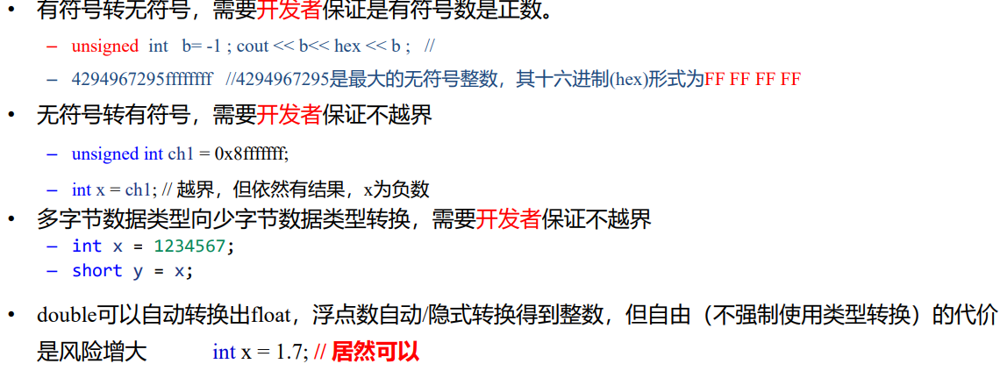 • 有符号转无符号，需要开发者保证是有符号数是正数。
– unsigned int b= -1 ; cout << b<< hex << b ; //
– 4294967295ffffffff //4294967295是最大的无符号整数，其十六进制(hex)形式为FF FF FF FF
• 无符号转有符号，需要开发者保证不越界
– unsigned int ch1 = 0x8fffffff;
– int x = ch1; // 越界，但依然有结果，x为负数
• 多字节数据类型向少字节数据类型转换，需要开发者保证不越界
– int x = 1234567;
– short y = x;
• double可以自动转换出float，浮点数自动/隐式转换得到整数，但自由（不强制使用类型转换）的代价
是风险增大 int x = 1.7; // 居然可以